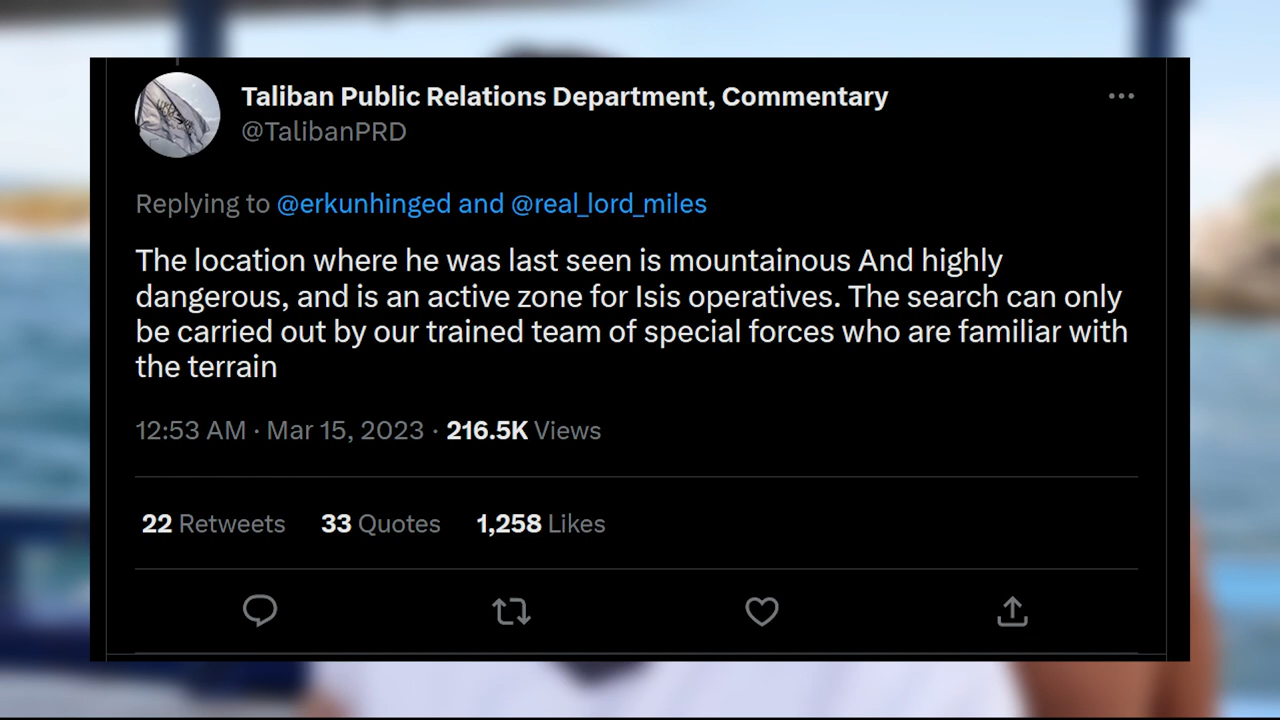 Taliban Public Relations Department, Commentary
@TalibanPRD
Replying to @erkunhinged and @real_lord_miles
The location where he was last seen is mountainous And highly
dangerous, and is an active zone for Isis operatives. The search can only
be carried out by our trained team of special forces who are familiar with
the terrain
12:53 AM · Mar 15, 2023 · 216.5K Views
22 Retweets 33 Quotes 1,258 Likes